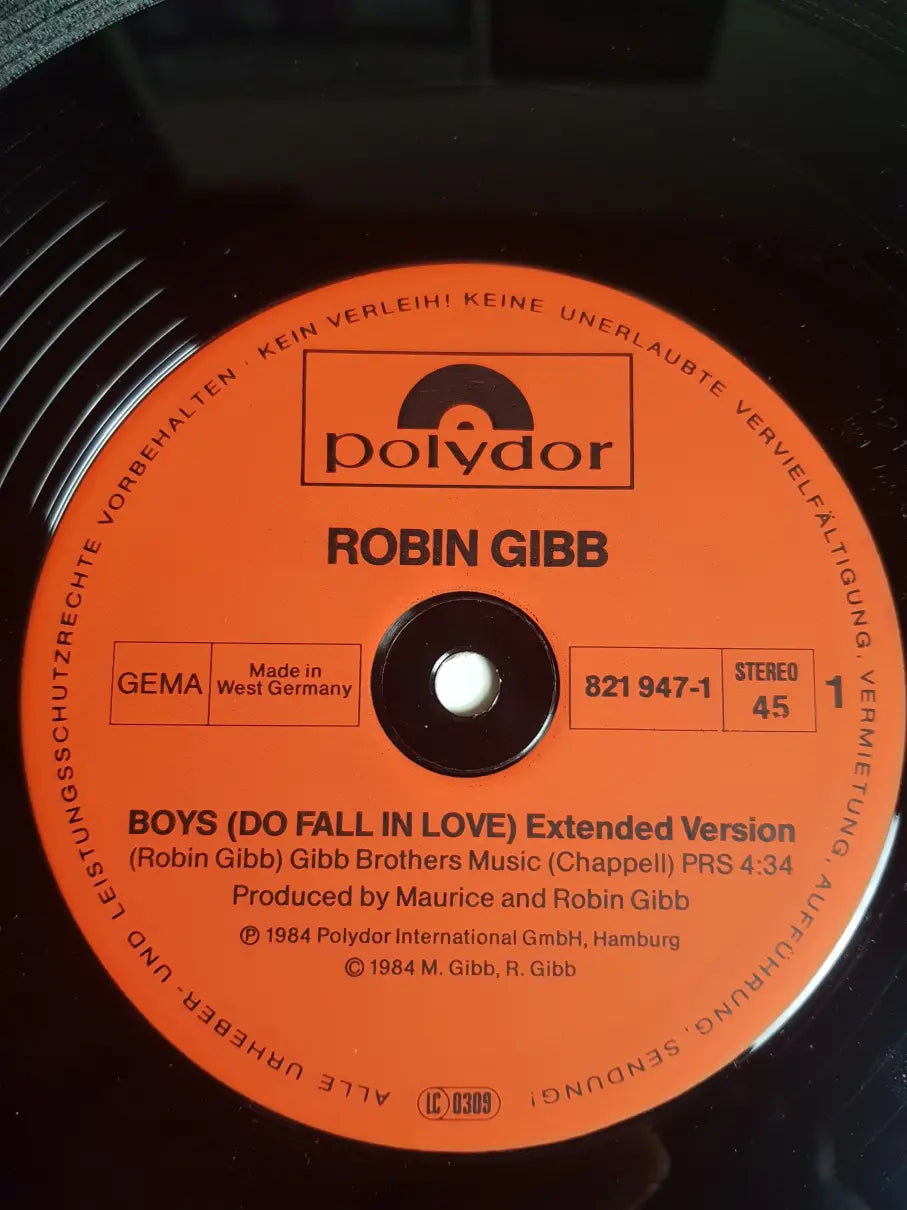 ALLE URHEBER- UND LEISTUNGSSCHUTZRECHTE VORBEHALTEN · KEIN VERLEIH! KEINE UNERLAUBTE VERVIELFÄLTIGUNG, VERMIETUNG, AUFFÜHRUNG, SENDUNG!
polydor
ROBIN GIBB
GEMA
Made in
West Germany
821 947-1
STEREO
45
1
BOYS (DO FALL IN LOVE) Extended Version
(Robin Gibb) Gibb Brothers Music (Chappell) PRS 4:34
Produced by Maurice and Robin Gibb
℗ 1984 Polydor International GmbH, Hamburg
© 1984 M. Gibb, R. Gibb
LC 0309